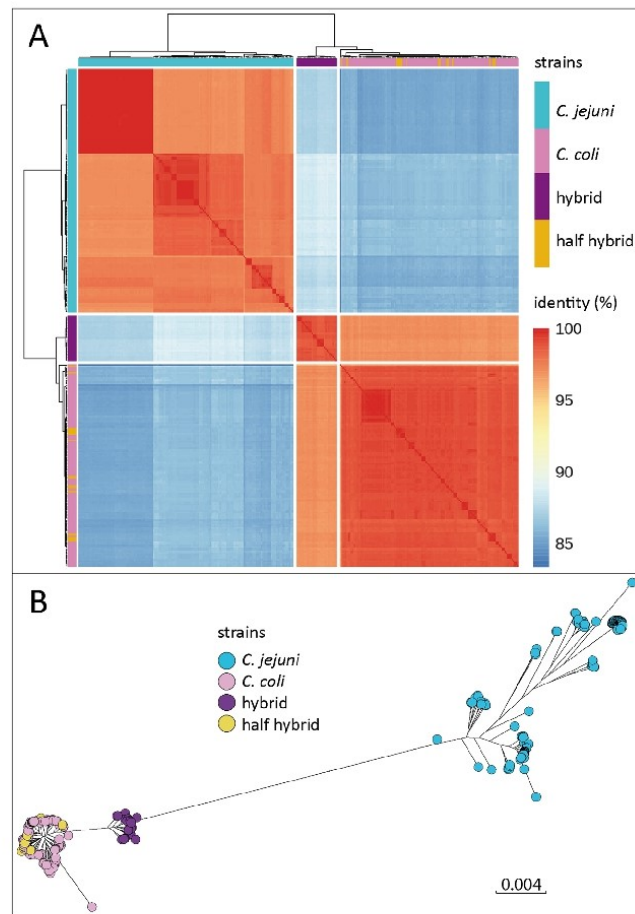 A
strains
C. jejuni
C. coli
hybrid
half hybrid
identity (%)
100
95
90
85
B
strains
C. jejuni
C. coli
hybrid
half hybrid
0.004